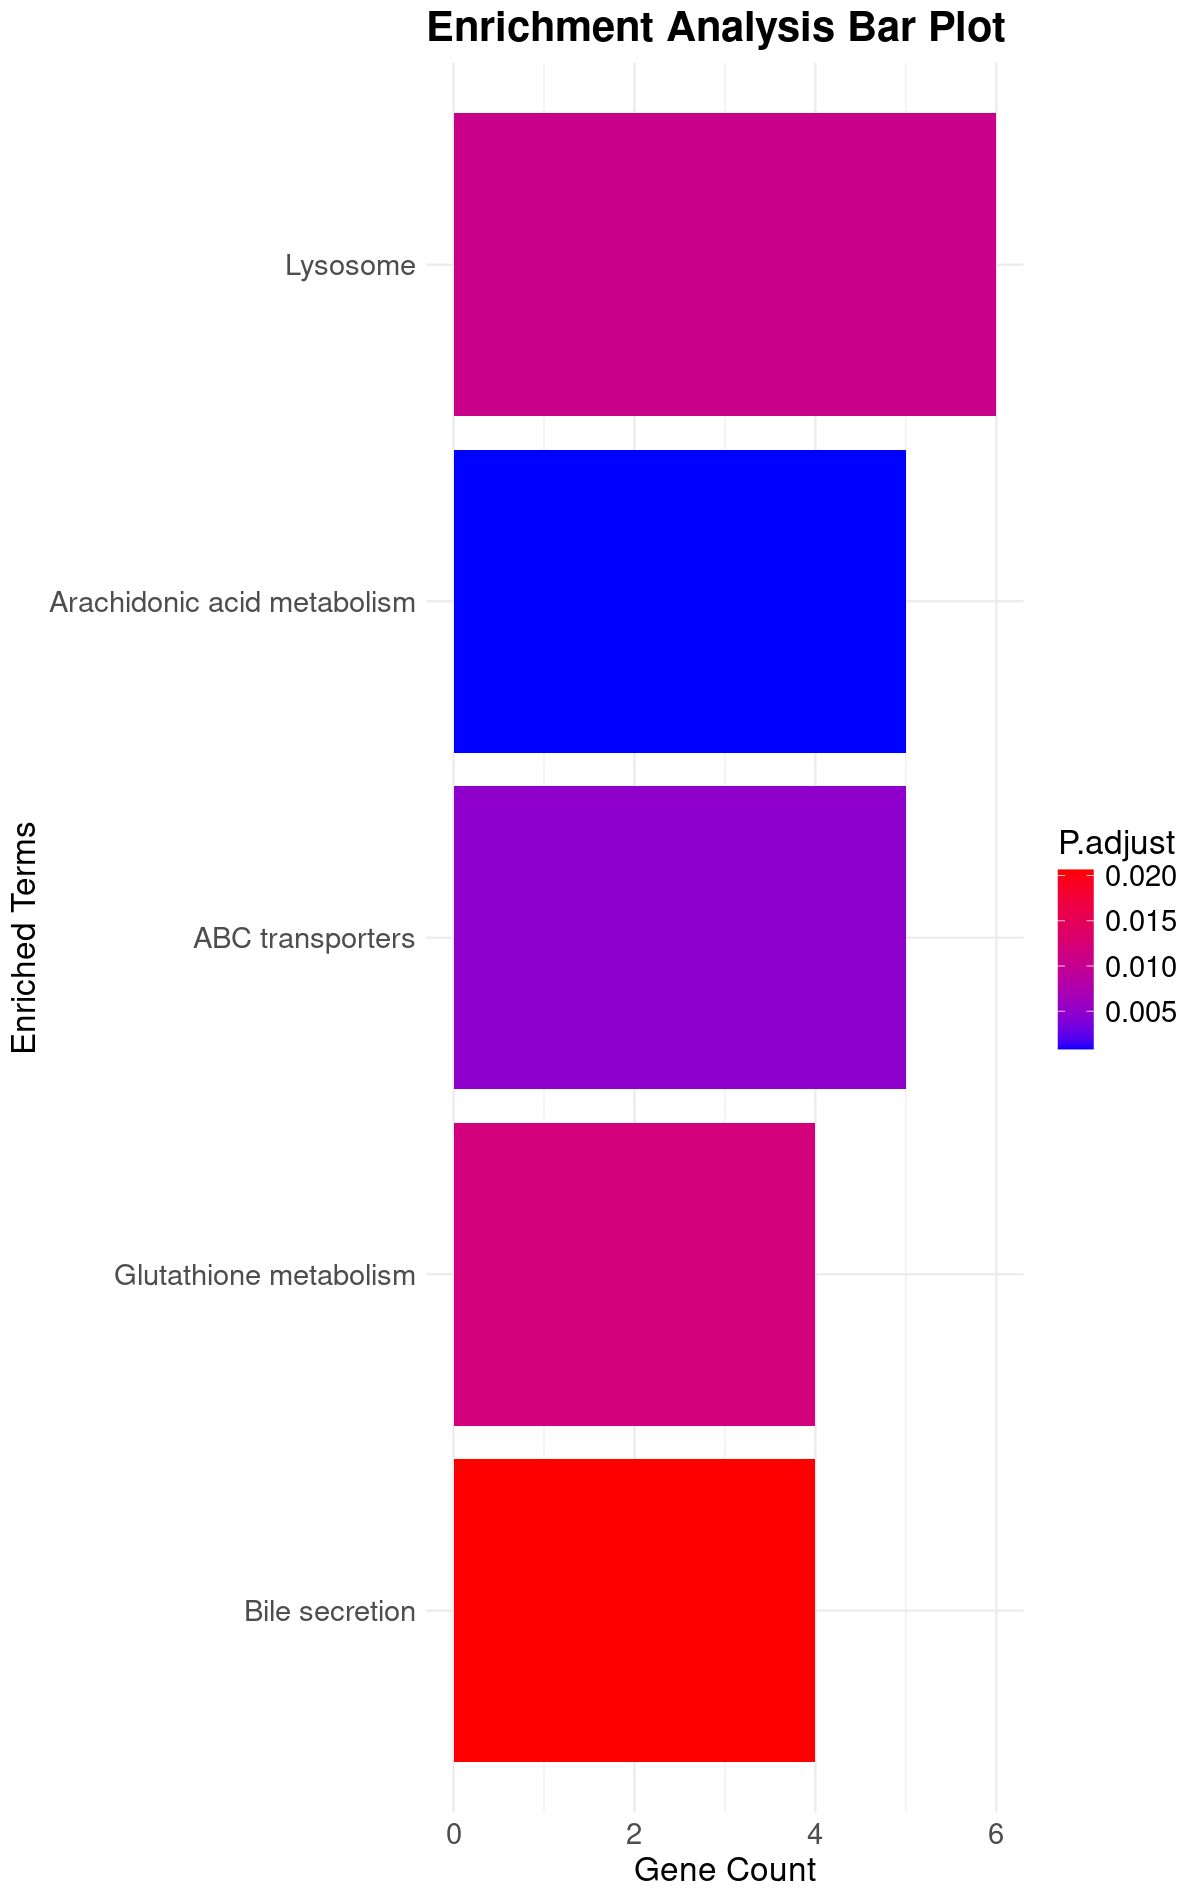 Enrichment Analysis Bar Plot
Enriched Terms
Lysosome
Arachidonic acid metabolism
ABC transporters
Glutathione metabolism
Bile secretion
0 2 4 6
Gene Count
P.adjust
0.020
0.015
0.010
0.005